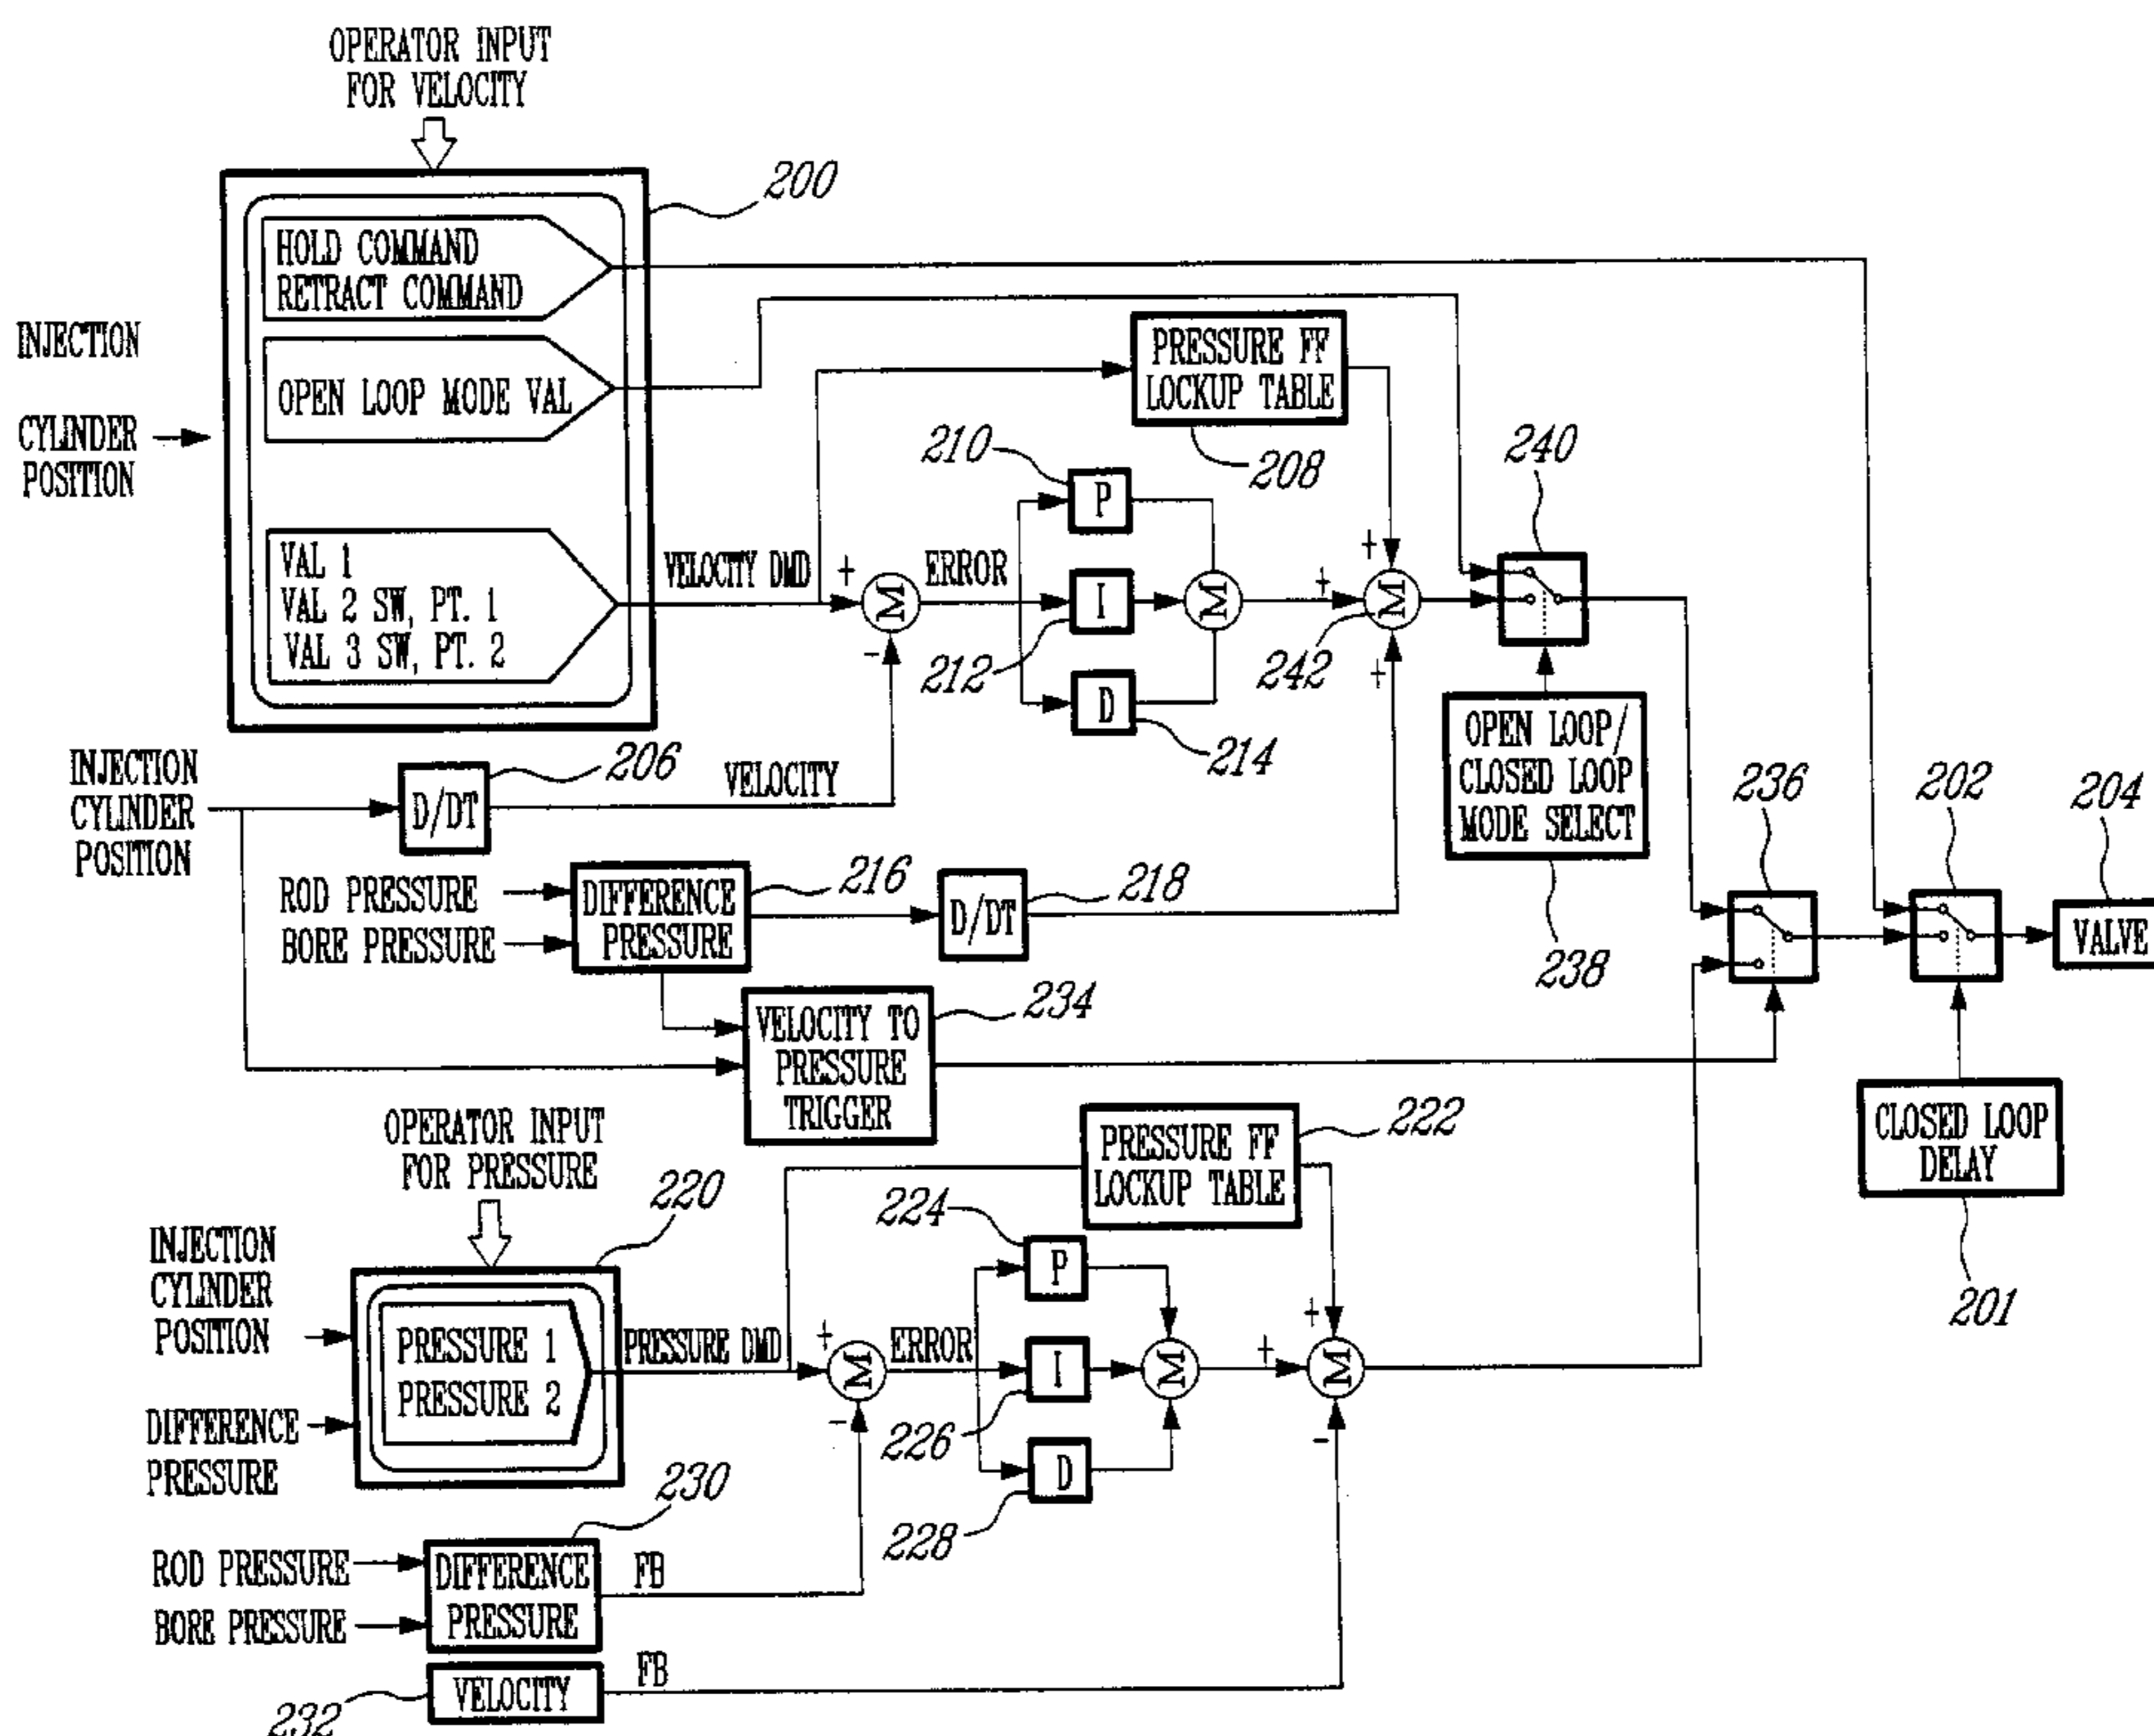 OPERATOR INPUT
FOR VELOCITY
200
HOLD COMMAND
RETRACT COMMAND
INJECTION
CYLINDER
POSITION
OPEN LOOP MODE VAL
PRESSURE FF
LOCKUP TABLE
208
210
P
240
VAL 1
VAL 2 SW, PT. 1
VAL 3 SW, PT. 2
VELOCITY DMD
+
-
M
ERROR
I
212
D
214
M
+
+
+
M
242
OPEN LOOP/
CLOSED LOOP
MODE SELECT
238
INJECTION
CYLINDER
POSITION
D/DT
206
VELOCITY
236
202
204
VALVE
ROD PRESSURE
BORE PRESSURE
DIFFERENCE
PRESSURE
216
D/DT
218
VELOCITY TO
PRESSURE
TRIGGER
234
CLOSED LOOP
DELAY
201
OPERATOR INPUT
FOR PRESSURE
220
PRESSURE FF
LOCKUP TABLE
222
224
P
INJECTION
CYLINDER
POSITION
DIFFERENCE
PRESSURE
PRESSURE 1
PRESSURE 2
PRESSURE DMD
+
-
M
ERROR
I
226
D
228
M
+
+
-
M
230
ROD PRESSURE
BORE PRESSURE
DIFFERENCE
PRESSURE
FB
VELOCITY
FB
232